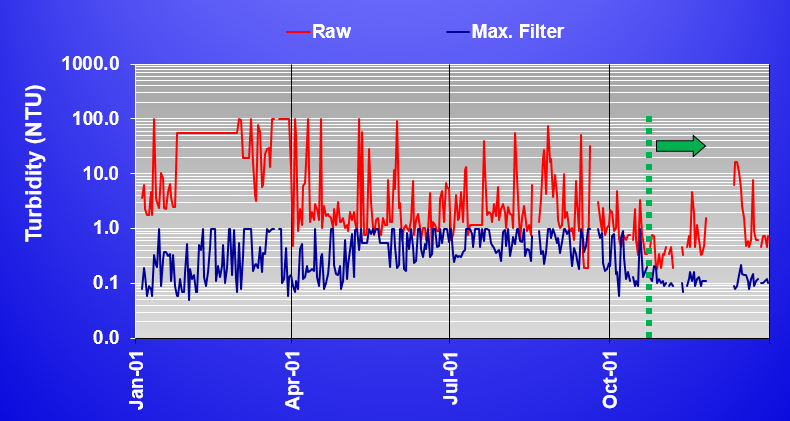 Raw
Max. Filter
1000.0
100.0
10.0
1.0
0.1
0.0
Turbidity (NTU)
Jan-01
Apr-01
Jul-01
Oct-01